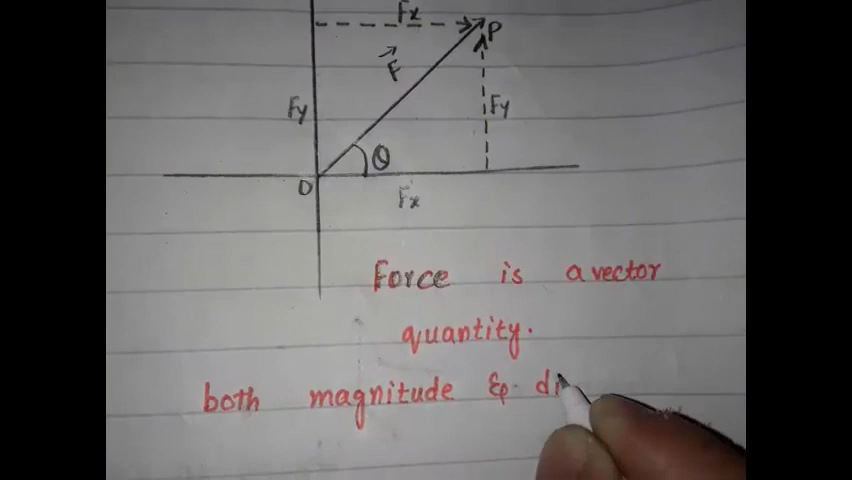 Fx
P
F
Fy
Fy
θ
O
Fx
Force is a vector
quantity.
both magnitude & di